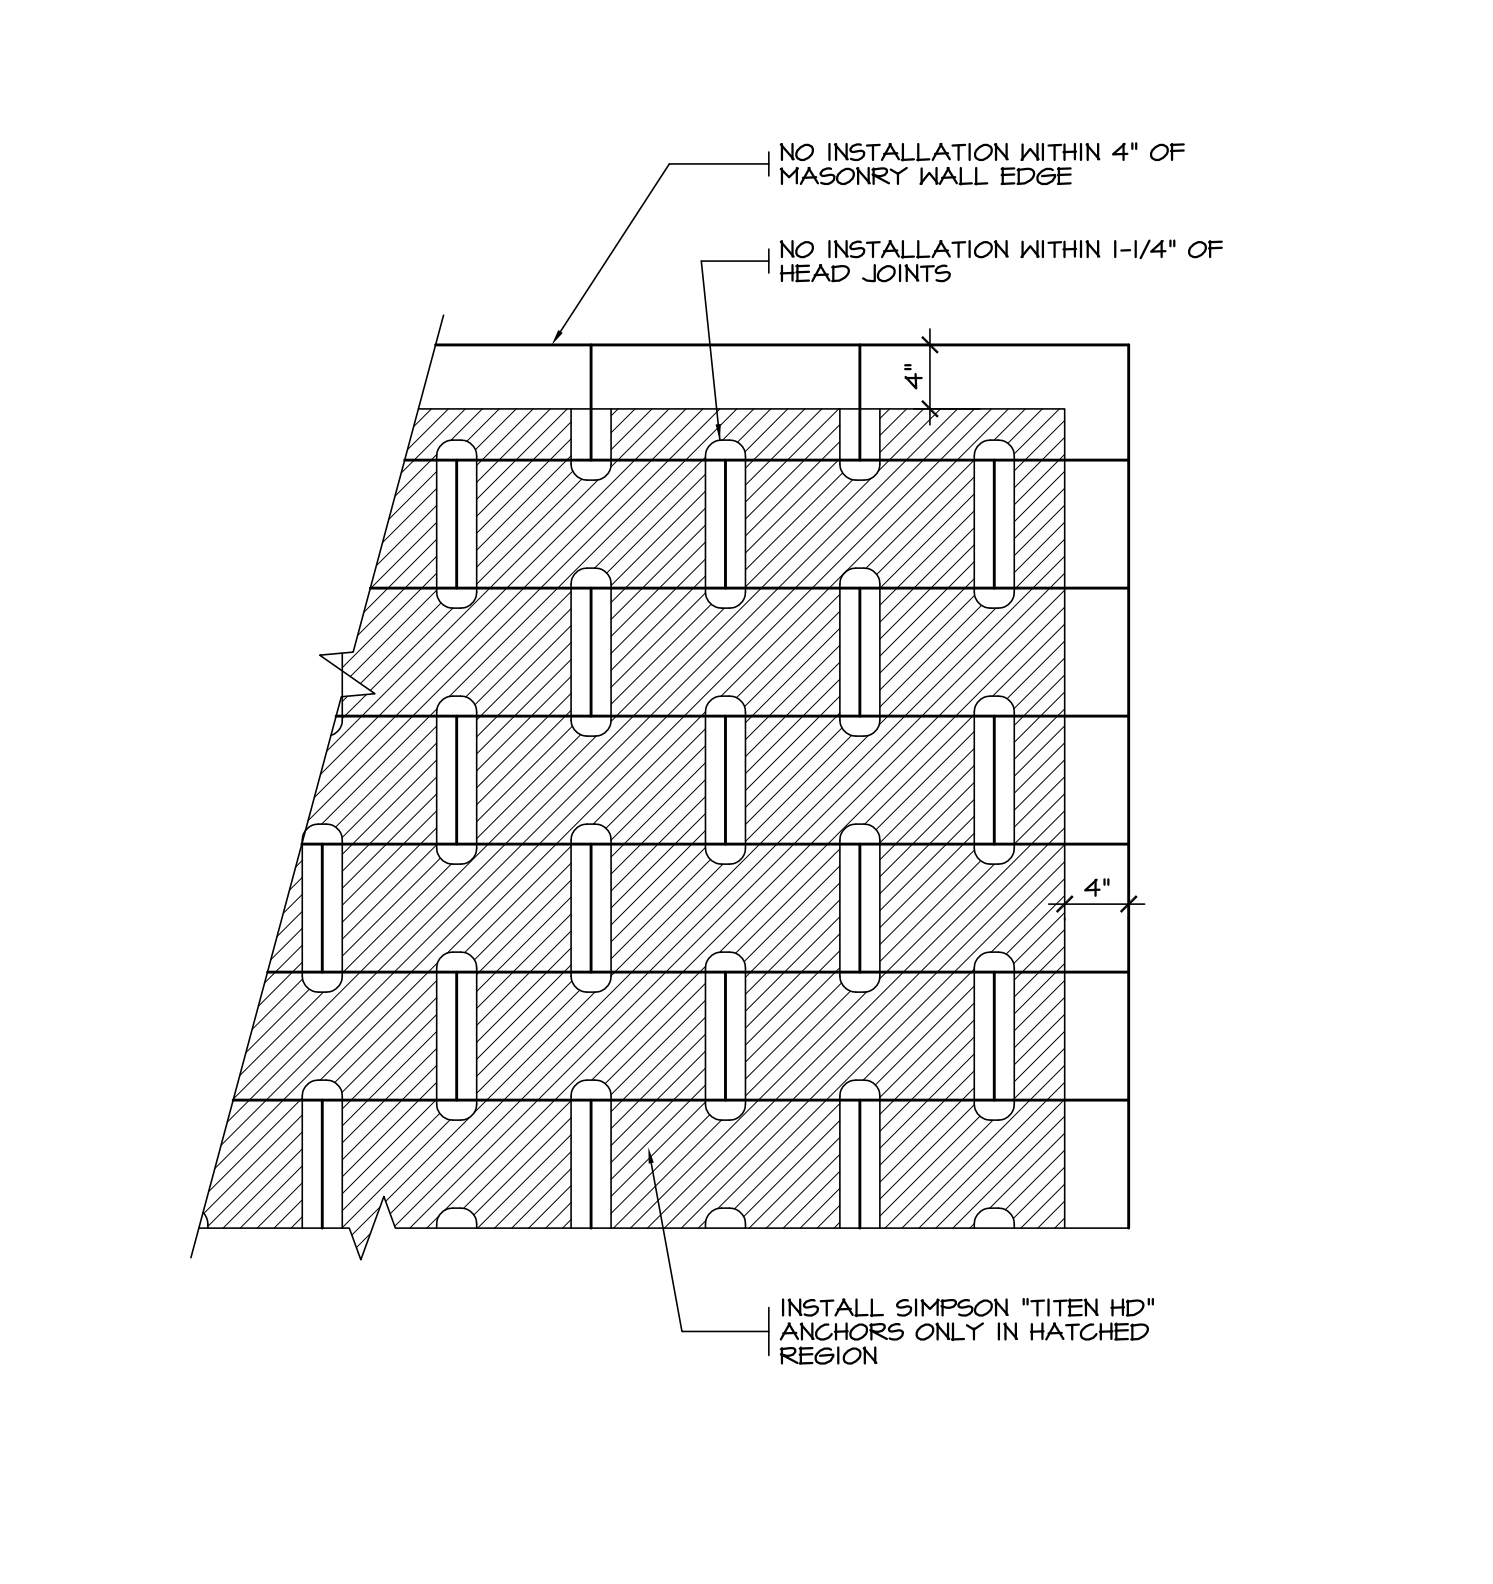 NO INSTALLATION WITHIN 4" OF
MASONRY WALL EDGE
NO INSTALLATION WITHIN 1-1/4" OF
HEAD JOINTS
4"
4"
INSTALL SIMPSON "TITEN HD"
ANCHORS ONLY IN HATCHED
REGION